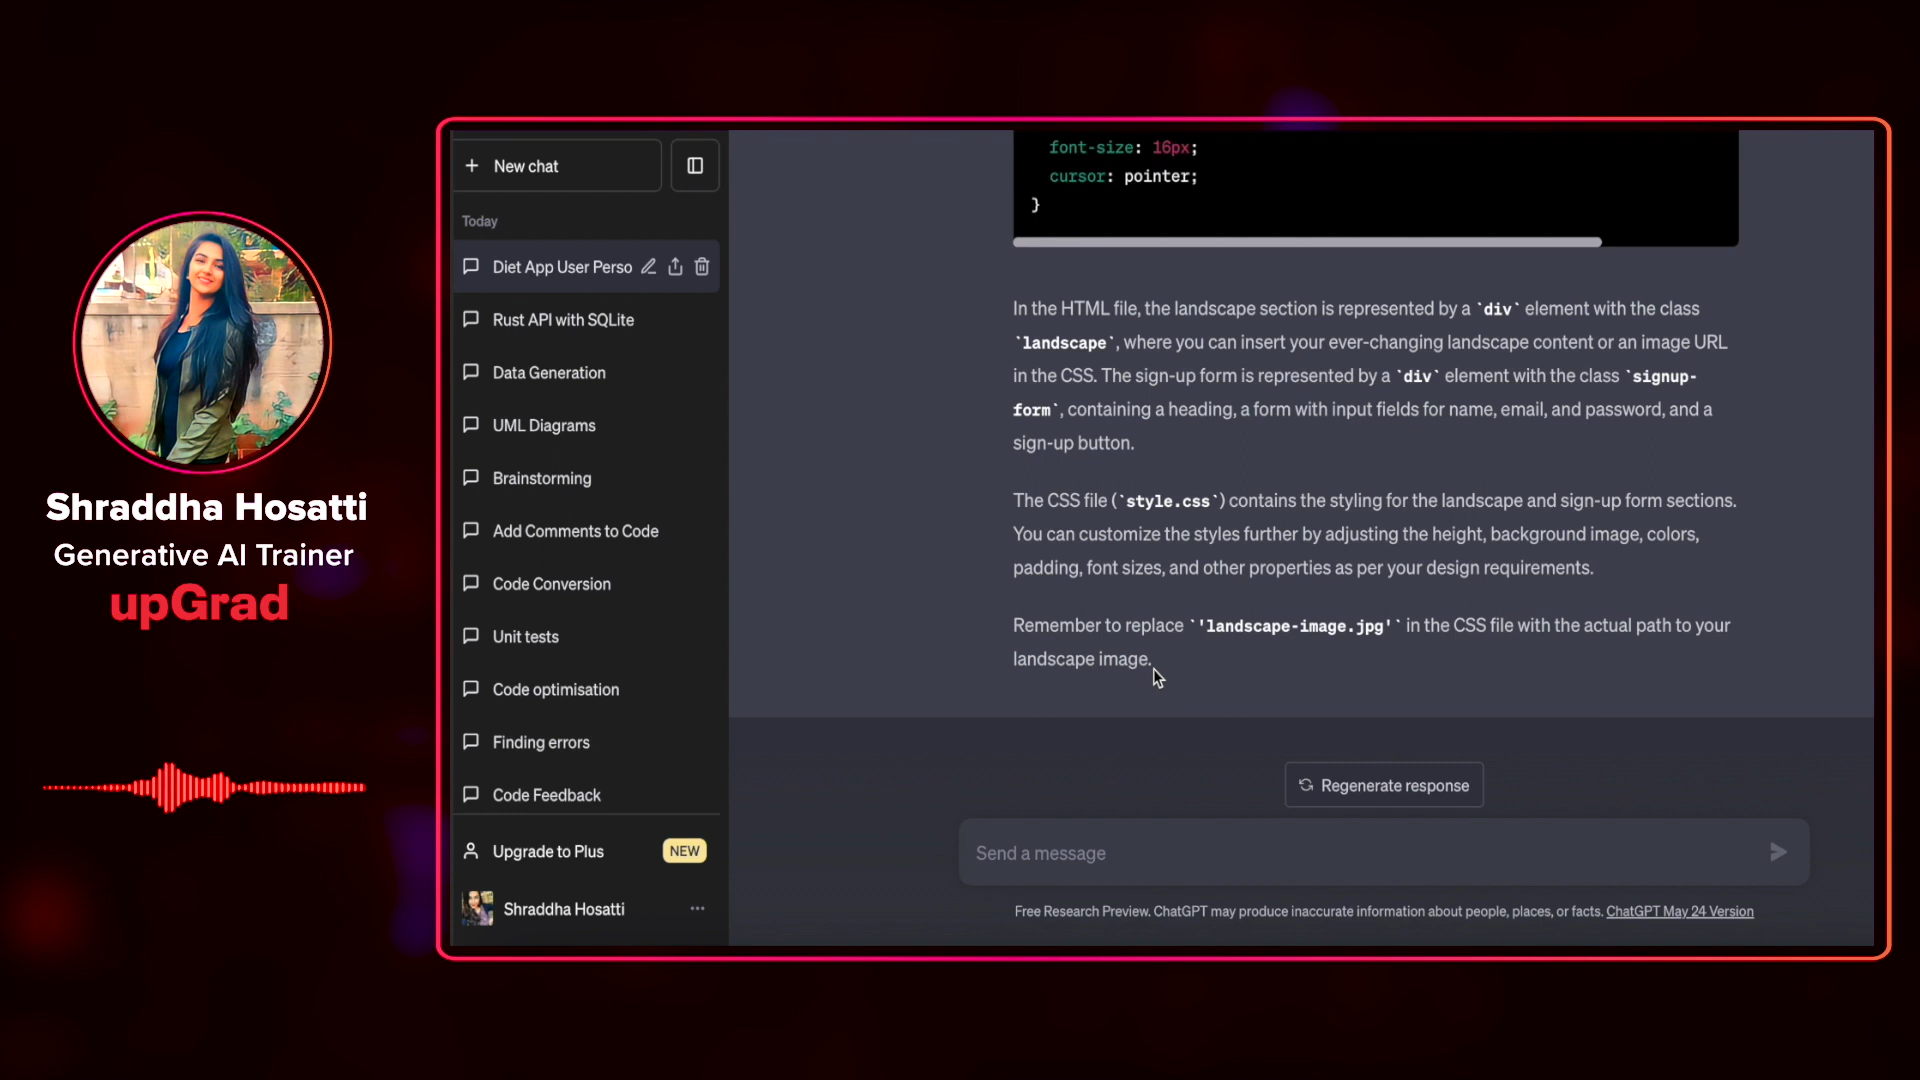 Shraddha Hosatti
Generative AI Trainer
upGrad
+ New chat
Today
Diet App User Perso
Rust API with SQLite
Data Generation
UML Diagrams
Brainstorming
Add Comments to Code
Code Conversion
Unit tests
Code optimisation
Finding errors
Code Feedback
Upgrade to Plus NEW
Shraddha Hosatti ...
font-size: 16px;
cursor: pointer;
}
In the HTML file, the landscape section is represented by a `div` element with the class
`landscape`, where you can insert your ever-changing landscape content or an image URL
in the CSS. The sign-up form is represented by a `div` element with the class `signup-
form`, containing a heading, a form with input fields for name, email, and password, and a
sign-up button.
The CSS file (`style.css`) contains the styling for the landscape and sign-up form sections.
You can customize the styles further by adjusting the height, background image, colors,
padding, font sizes, and other properties as per your design requirements.
Remember to replace `'landscape-image.jpg'` in the CSS file with the actual path to your
landscape image.
Regenerate response
Send a message
Free Research Preview. ChatGPT may produce inaccurate information about people, places, or facts. ChatGPT May 24 Version